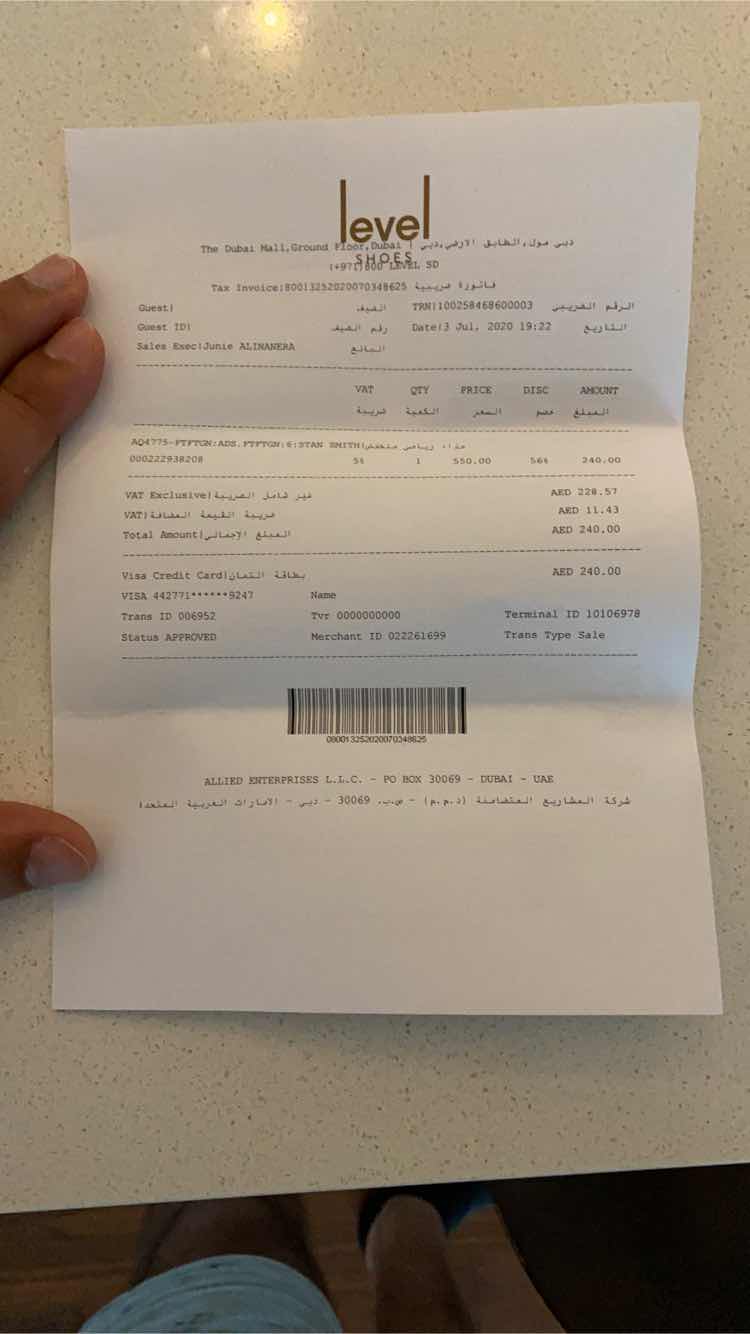 level
SHOES
The Dubai Mall,Ground Floor,Dubai | دبي مول,الطابق الارضي,دبي
(+971)800 LEVEL SD
Tax Invoice:80013252020070348625 فاتورة ضريبية
Guest| الضيف TRN|100258468600003 الرقم الضريبي
Guest ID| رقم الضيف Date|3 Jul, 2020 19:22 التاريخ
Sales Exec|Junie ALINANERA البائع
VAT QTY PRICE DISC AMOUNT
ضريبة الكمية السعر خصم المبلغ
AQ4775-FTFTGN:ADS.FTFTGN:6:STAN SMITH|حذاء رياضي منخفض
000222938208 5% 1 550.00 56% 240.00
VAT Exclusive|غير شامل الضريبة AED 228.57
VAT|ضريبة القيمة المضافة AED 11.43
Total Amount|المبلغ الإجمالي AED 240.00
Visa Credit Card|بطاقة ائتمان AED 240.00
VISA 442771******9247 Name
Trans ID 006952 Tvr 0000000000 Terminal ID 10106978
Status APPROVED Merchant ID 022261699 Trans Type Sale
080013252020070348625
ALLIED ENTERPRISES L.L.C. - PO BOX 30069 - DUBAI - UAE
شركة المشاريع المتضامنة (ذ.م.م) - ص.ب. 30069 - دبي - الامارات العربية المتحدة